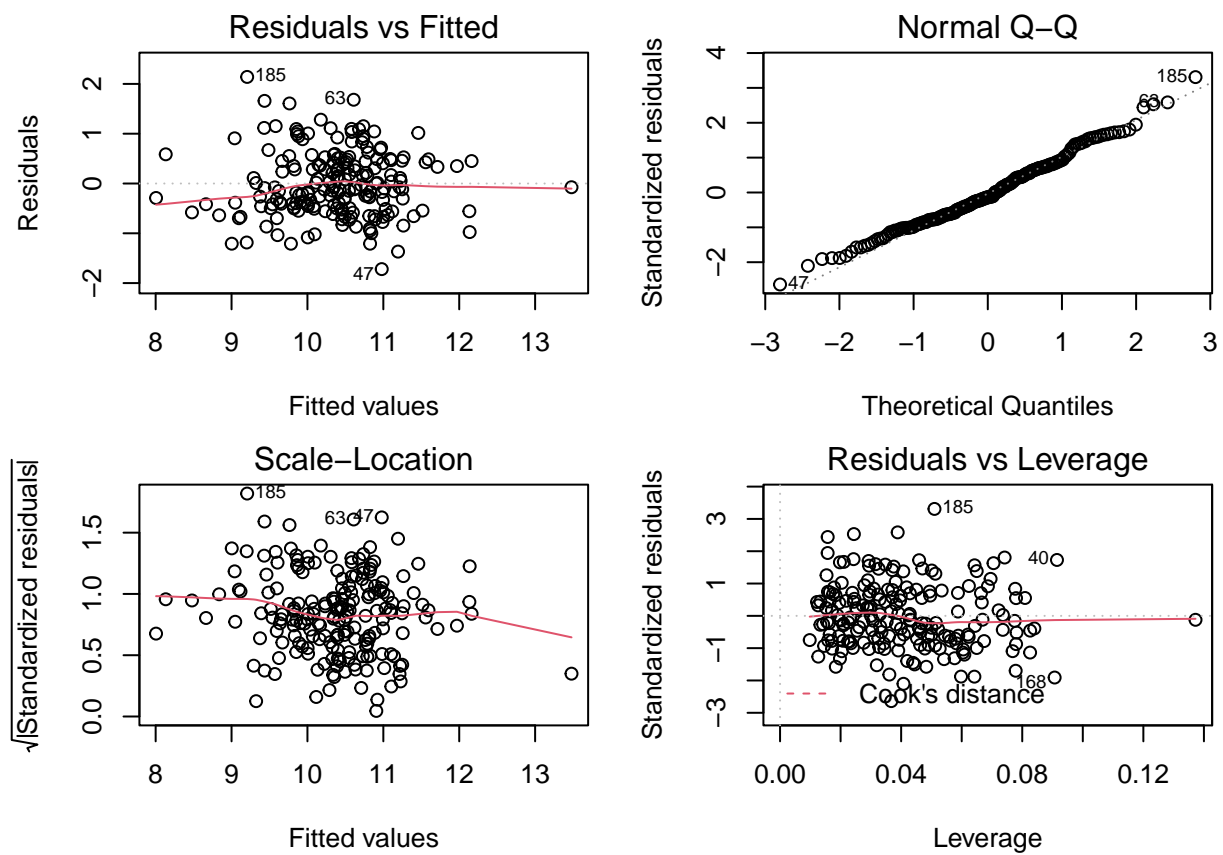 Residuals vs Fitted
Residuals
2
1
0
−2
185
63
47
8 9 10 11 12 13
Fitted values
Normal Q−Q
Standardized residuals
4
2
0
−2
185
63
47
−3 −2 −1 0 1 2 3
Theoretical Quantiles
Scale−Location
√|Standardized residuals|
1.5
1.0
0.5
0.0
185
63 47
8 9 10 11 12 13
Fitted values
Residuals vs Leverage
Standardized residuals
3
1
−1
−3
185
40
168
Cook's distance
0.00 0.04 0.08 0.12
Leverage